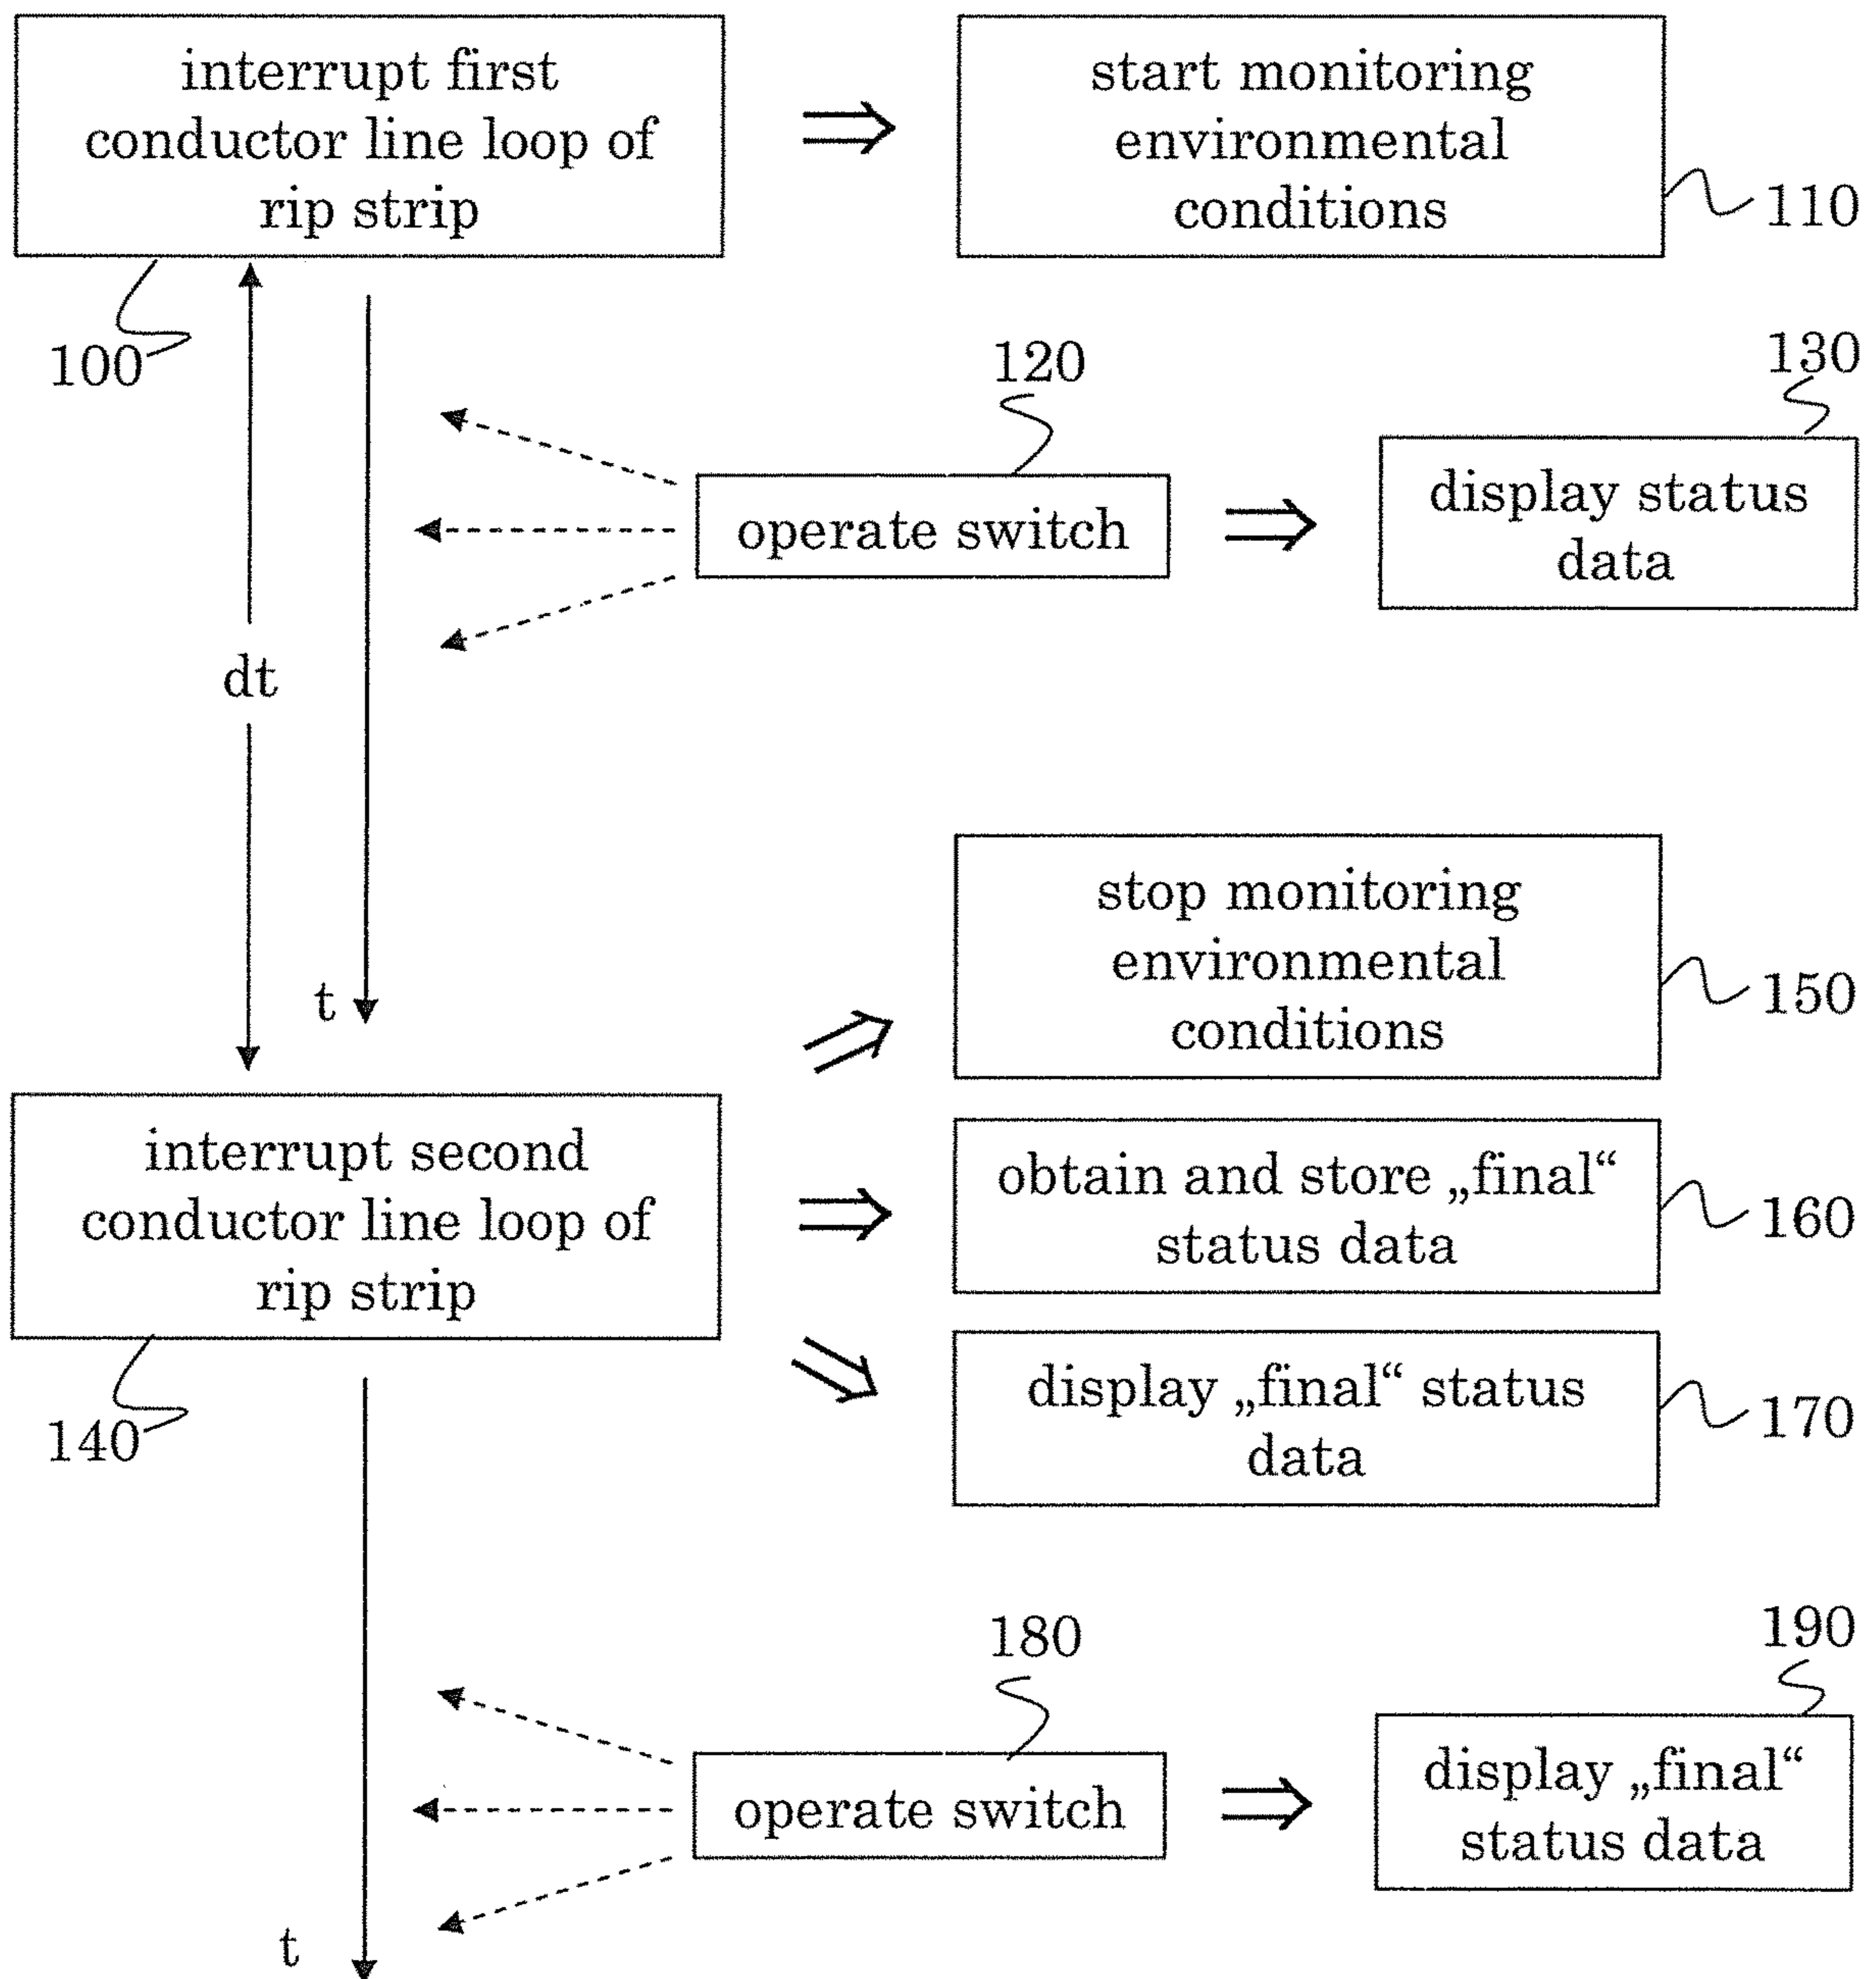 interrupt first
conductor line loop of
rip strip
start monitoring
environmental
conditions
110
100
120
130
operate switch
display status
data
dt
t
stop monitoring
environmental
conditions
150
interrupt second
conductor line loop of
rip strip
obtain and store „final“
status data
160
display „final“ status
data
170
140
180
190
operate switch
display „final“
status data
t